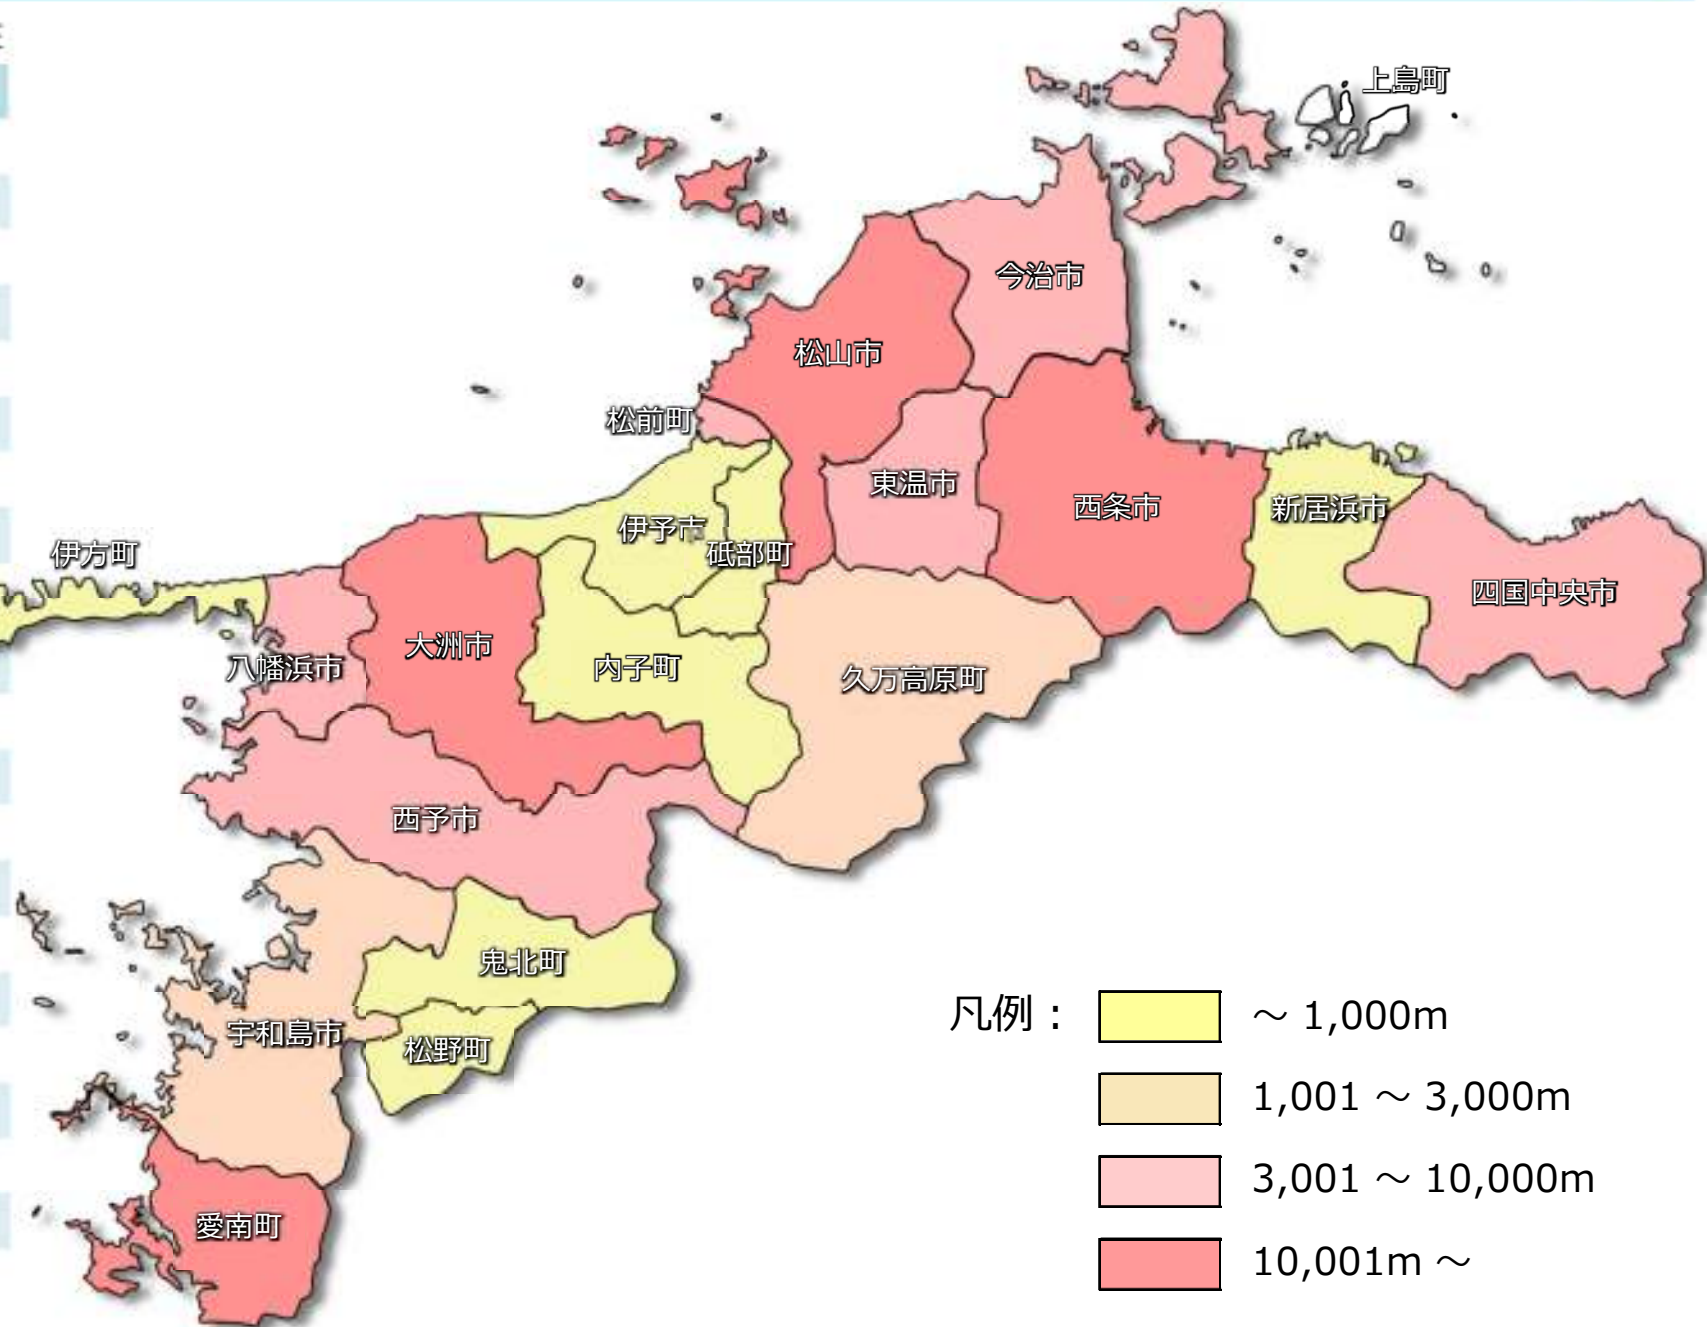 上島町
今治市
松山市
松前町
東温市
西条市
新居浜市
伊予市
砥部町
伊方町
四国中央市
大洲市
八幡浜市
内子町
久万高原町
西予市
鬼北町
宇和島市
松野町
愛南町
凡例：
～ 1,000m
1,001 ～ 3,000m
3,001 ～ 10,000m
10,001m ～